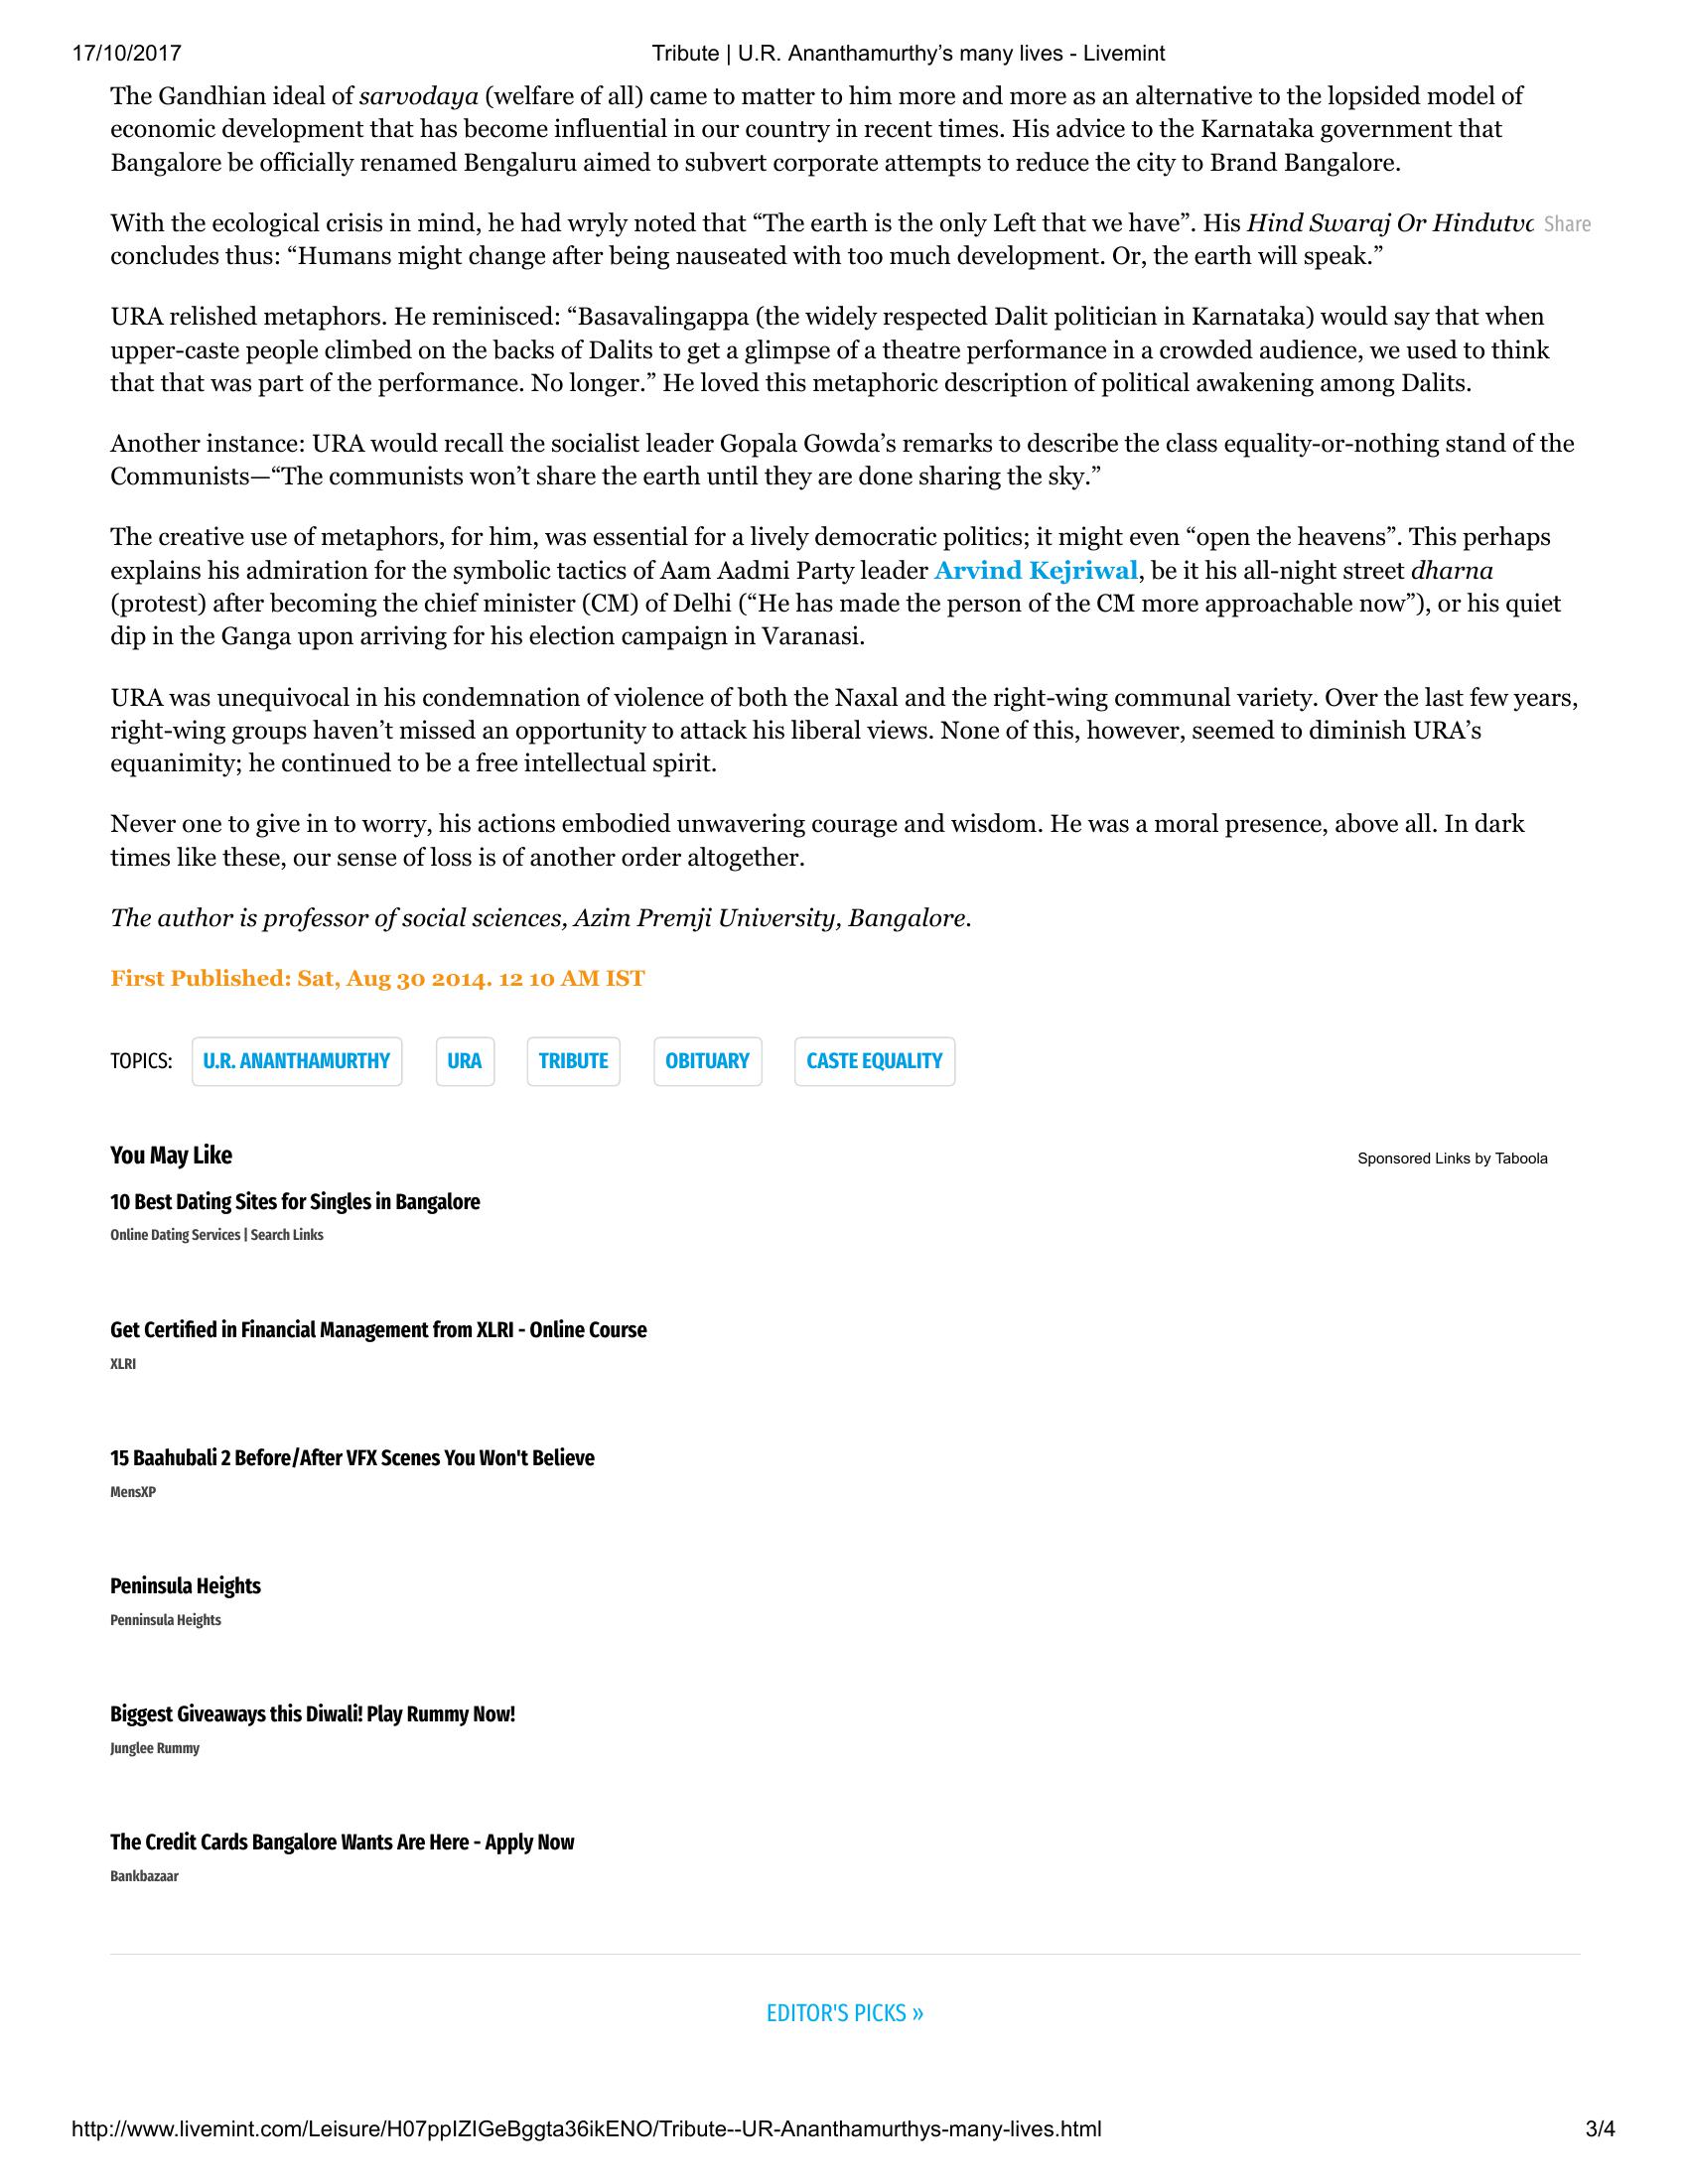 17/10/2017 Tribute | U.R. Ananthamurthy’s many lives - Livemint
The Gandhian ideal of sarvodaya (welfare of all) came to matter to him more and more as an alternative to the lopsided model of
economic development that has become influential in our country in recent times. His advice to the Karnataka government that
Bangalore be officially renamed Bengaluru aimed to subvert corporate attempts to reduce the city to Brand Bangalore.
With the ecological crisis in mind, he had wryly noted that “The earth is the only Left that we have”. His Hind Swaraj Or Hindutva Share
concludes thus: “Humans might change after being nauseated with too much development. Or, the earth will speak.”
URA relished metaphors. He reminisced: “Basavalingappa (the widely respected Dalit politician in Karnataka) would say that when
upper-caste people climbed on the backs of Dalits to get a glimpse of a theatre performance in a crowded audience, we used to think
that that was part of the performance. No longer.” He loved this metaphoric description of political awakening among Dalits.
Another instance: URA would recall the socialist leader Gopala Gowda’s remarks to describe the class equality-or-nothing stand of the
Communists—“The communists won’t share the earth until they are done sharing the sky.”
The creative use of metaphors, for him, was essential for a lively democratic politics; it might even “open the heavens”. This perhaps
explains his admiration for the symbolic tactics of Aam Aadmi Party leader Arvind Kejriwal, be it his all-night street dharna
(protest) after becoming the chief minister (CM) of Delhi (“He has made the person of the CM more approachable now”), or his quiet
dip in the Ganga upon arriving for his election campaign in Varanasi.
URA was unequivocal in his condemnation of violence of both the Naxal and the right-wing communal variety. Over the last few years,
right-wing groups haven’t missed an opportunity to attack his liberal views. None of this, however, seemed to diminish URA’s
equanimity; he continued to be a free intellectual spirit.
Never one to give in to worry, his actions embodied unwavering courage and wisdom. He was a moral presence, above all. In dark
times like these, our sense of loss is of another order altogether.
The author is professor of social sciences, Azim Premji University, Bangalore.
First Published: Sat, Aug 30 2014. 12 10 AM IST
TOPICS: U.R. ANANTHAMURTHY URA TRIBUTE OBITUARY CASTE EQUALITY
You May Like Sponsored Links by Taboola
10 Best Dating Sites for Singles in Bangalore
Online Dating Services | Search Links
Get Certified in Financial Management from XLRI - Online Course
XLRI
15 Baahubali 2 Before/After VFX Scenes You Won't Believe
MensXP
Peninsula Heights
Penninsula Heights
Biggest Giveaways this Diwali! Play Rummy Now!
Junglee Rummy
The Credit Cards Bangalore Wants Are Here - Apply Now
Bankbazaar
EDITOR'S PICKS »
http://www.livemint.com/Leisure/H07ppIZIGeBggta36ikENO/Tribute--UR-Ananthamurthys-many-lives.html 3/4